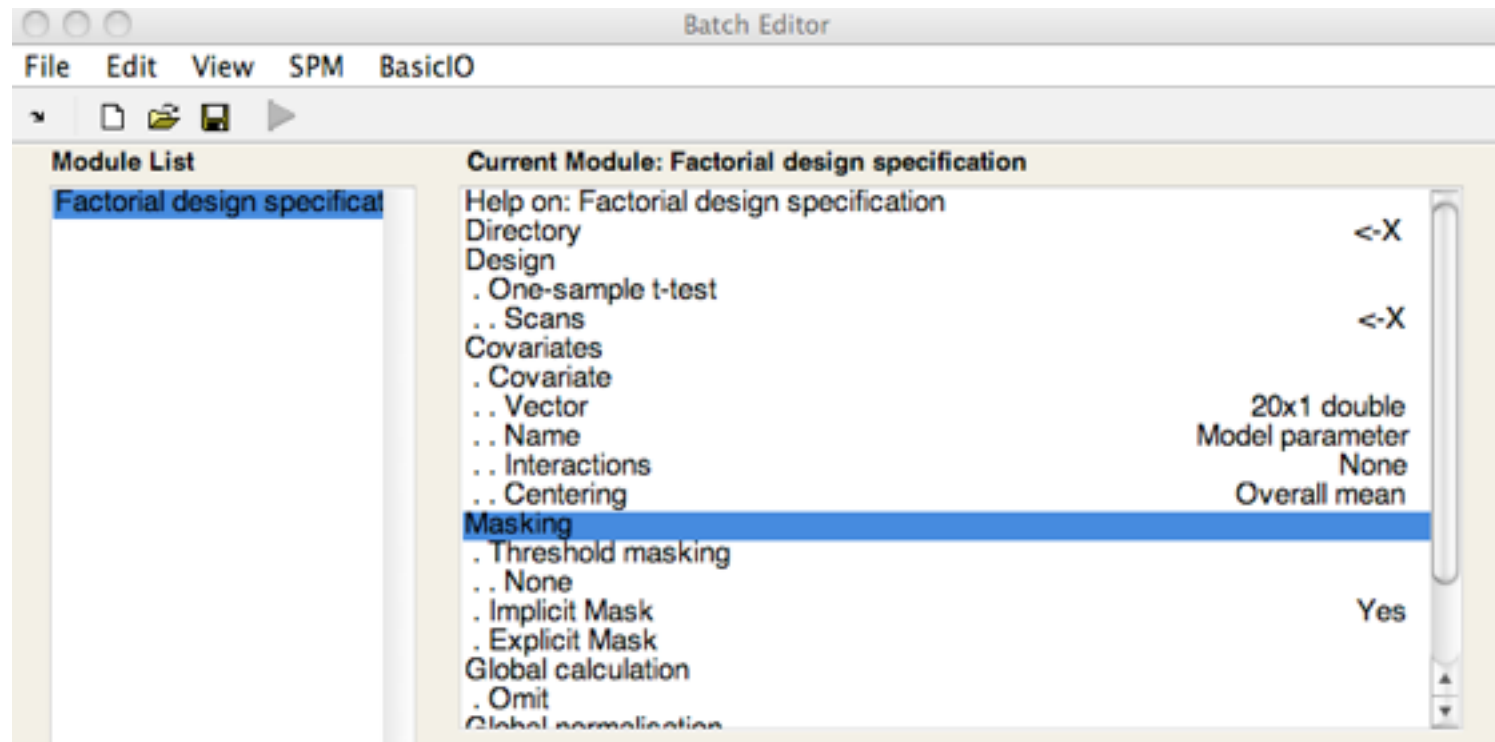 Batch Editor
File Edit View SPM BasicIO
Module List
Factorial design specificat
Current Module: Factorial design specification
Help on: Factorial design specification
Directory <-X
Design
. One-sample t-test
. . Scans <-X
Covariates
. Covariate
. . Vector 20x1 double
. . Name Model parameter
. . Interactions None
. . Centering Overall mean
Masking
. Threshold masking
. . None
. Implicit Mask Yes
. Explicit Mask
Global calculation
. Omit
Global normalisation